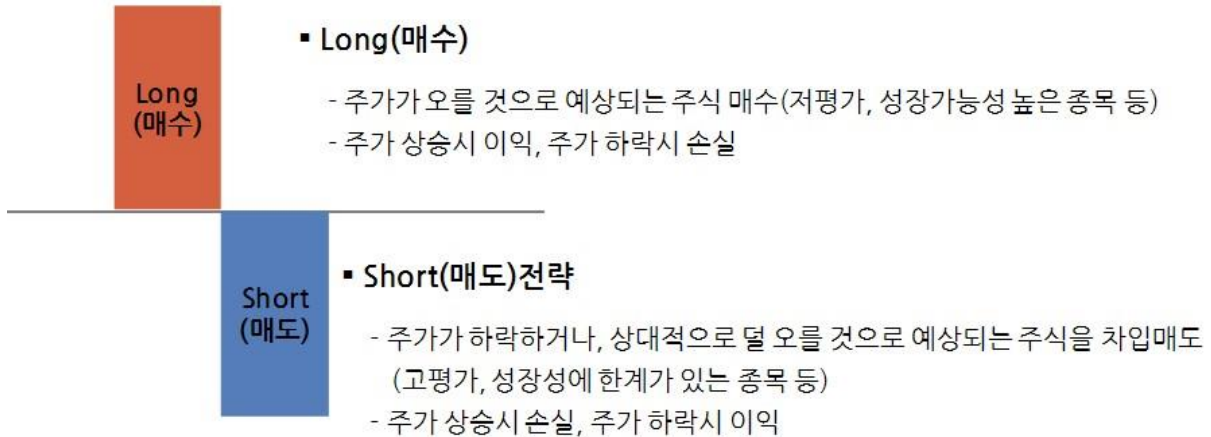 Long
(매수)
▪ Long(매수)
- 주가가 오를 것으로 예상되는 주식 매수(저평가, 성장가능성 높은 종목 등)
- 주가 상승시 이익, 주가 하락시 손실
Short
(매도)
▪ Short(매도)전략
- 주가가 하락하거나, 상대적으로 덜 오를 것으로 예상되는 주식을 차입매도
(고평가, 성장성에 한계가 있는 종목 등)
- 주가 상승시 손실, 주가 하락시 이익